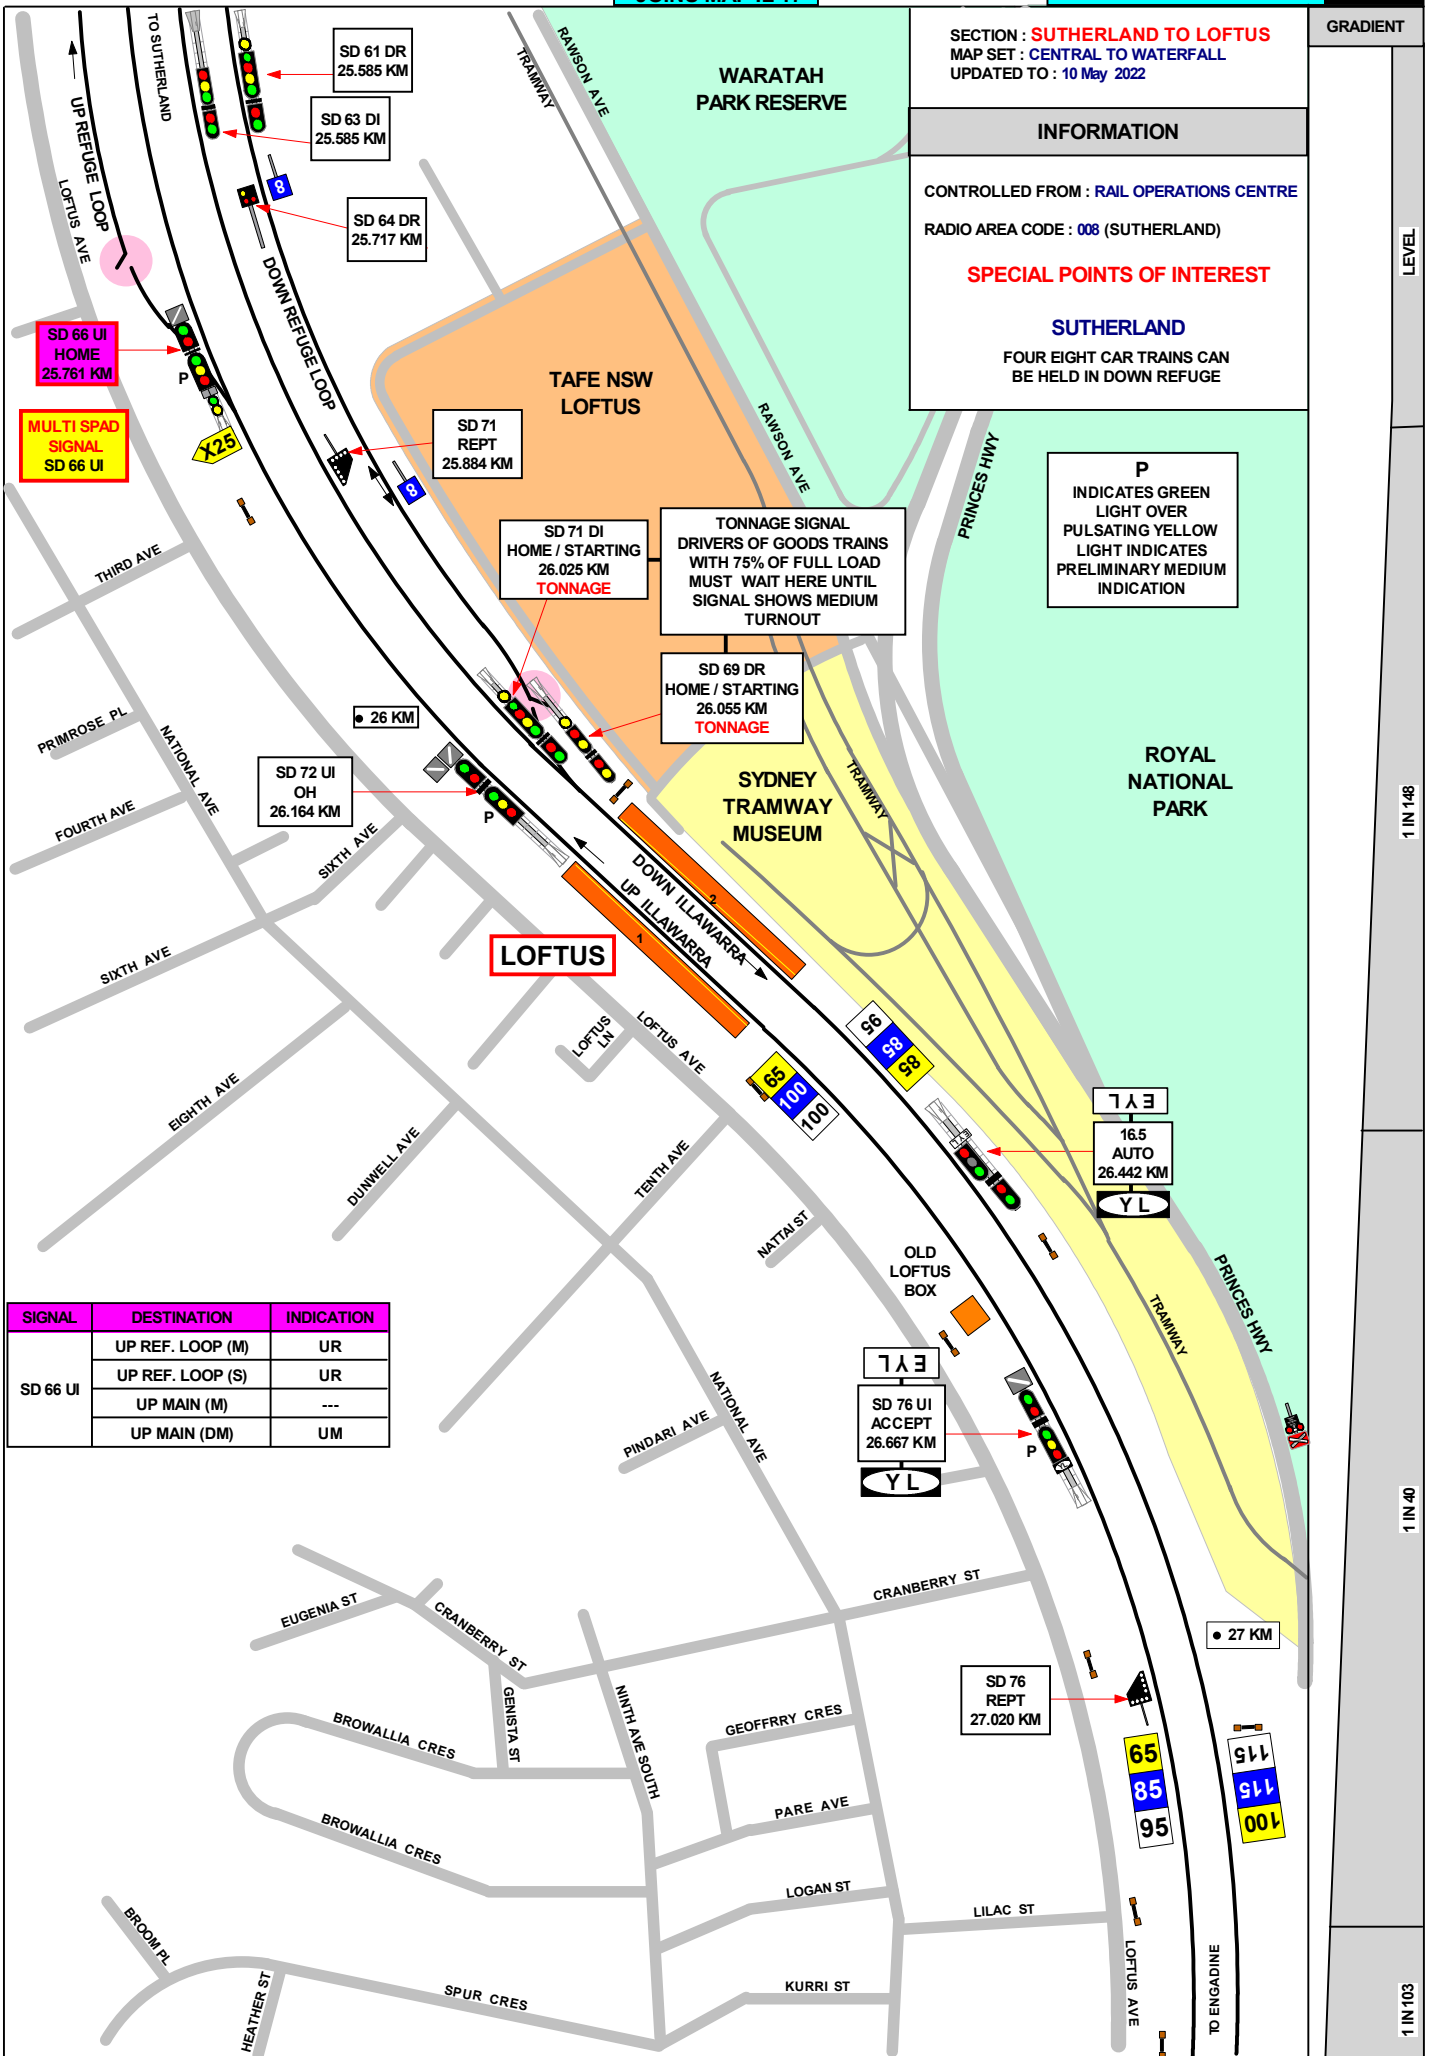 JOINS MAP IL 17
SECTION : SUTHERLAND TO LOFTUS
MAP SET : CENTRAL TO WATERFALL
UPDATED TO : 10 May 2022
GRADIENT
INFORMATION
CONTROLLED FROM : RAIL OPERATIONS CENTRE
RADIO AREA CODE : 008 (SUTHERLAND)
SPECIAL POINTS OF INTEREST
SUTHERLAND
FOUR EIGHT CAR TRAINS CAN
BE HELD IN DOWN REFUGE
P
INDICATES GREEN
LIGHT OVER
PULSATING YELLOW
LIGHT INDICATES
PRELIMINARY MEDIUM
INDICATION
LEVEL
1 IN 148
1 IN 40
1 IN 103
TO SUTHERLAND
UP REFUGE LOOP
LOFTUS AVE
SD 61 DR
25.585 KM
SD 63 DI
25.585 KM
8
SD 64 DR
25.717 KM
DOWN REFUGE LOOP
TRAMWAY
RAWSON AVE
WARATAH
PARK RESERVE
SD 66 UI
HOME
25.761 KM
P
MULTI SPAD
SIGNAL
SD 66 UI
X25
TAFE NSW
LOFTUS
SD 71
REPT
25.884 KM
8
RAWSON AVE
PRINCES HWY
SD 71 DI
HOME / STARTING
26.025 KM
TONNAGE
TONNAGE SIGNAL
DRIVERS OF GOODS TRAINS
WITH 75% OF FULL LOAD
MUST WAIT HERE UNTIL
SIGNAL SHOWS MEDIUM
TURNOUT
SD 69 DR
HOME / STARTING
26.055 KM
TONNAGE
THIRD AVE
PRIMROSE PL
NATIONAL AVE
26 KM
SD 72 UI
OH
26.164 KM
P
FOURTH AVE
SIXTH AVE
SIXTH AVE
SYDNEY
TRAMWAY
MUSEUM
TRAMWAY
ROYAL
NATIONAL
PARK
DOWN ILLAWARRA
UP ILLAWARRA
2
1
LOFTUS
LOFTUS
LN
LOFTUS AVE
EIGHTH AVE
DUNWELL AVE
TENTH AVE
NATTAI ST
95
85
85
65
100
100
EYL
16.5
AUTO
26.442 KM
Y L
OLD
LOFTUS
BOX
PRINCES HWY
TRAMWAY
SIGNAL DESTINATION INDICATION
SD 66 UI
UP REF. LOOP (M) UR
UP REF. LOOP (S) UR
UP MAIN (M) ---
UP MAIN (DM) UM
EYL
SD 76 UI
ACCEPT
26.667 KM
Y L
P
PINDARI AVE
NATIONAL AVE
CRANBERRY ST
EUGENIA ST
CRANBERRY ST
GENISTA ST
NINTH AVE SOUTH
BROWALLIA CRES
GEOFFRRY CRES
27 KM
SD 76
REPT
27.020 KM
65
85
95
115
115
100
BROWALLIA CRES
PARE AVE
LOGAN ST
LILAC ST
BROOM PL
HEATHER ST
SPUR CRES
KURRI ST
LOFTUS AVE
TO ENGADINE